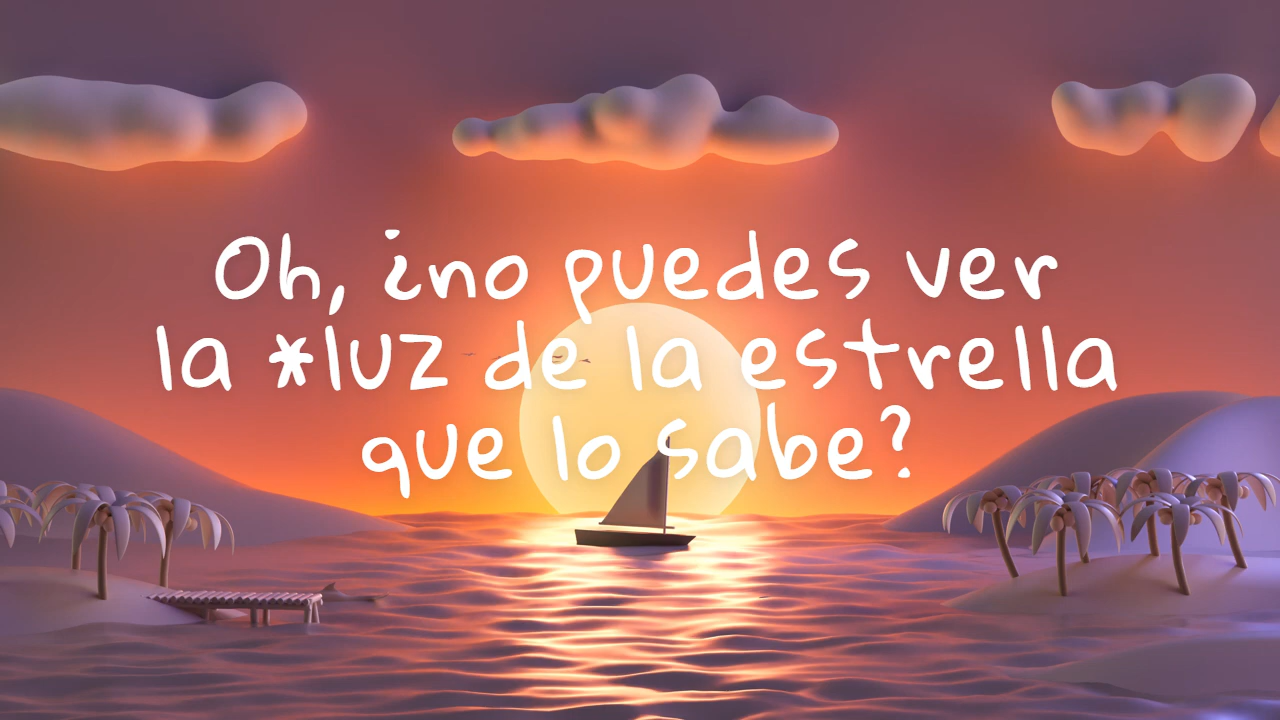 Oh, ¿no puedes ver
la *luz de la estrella
que lo sabe?